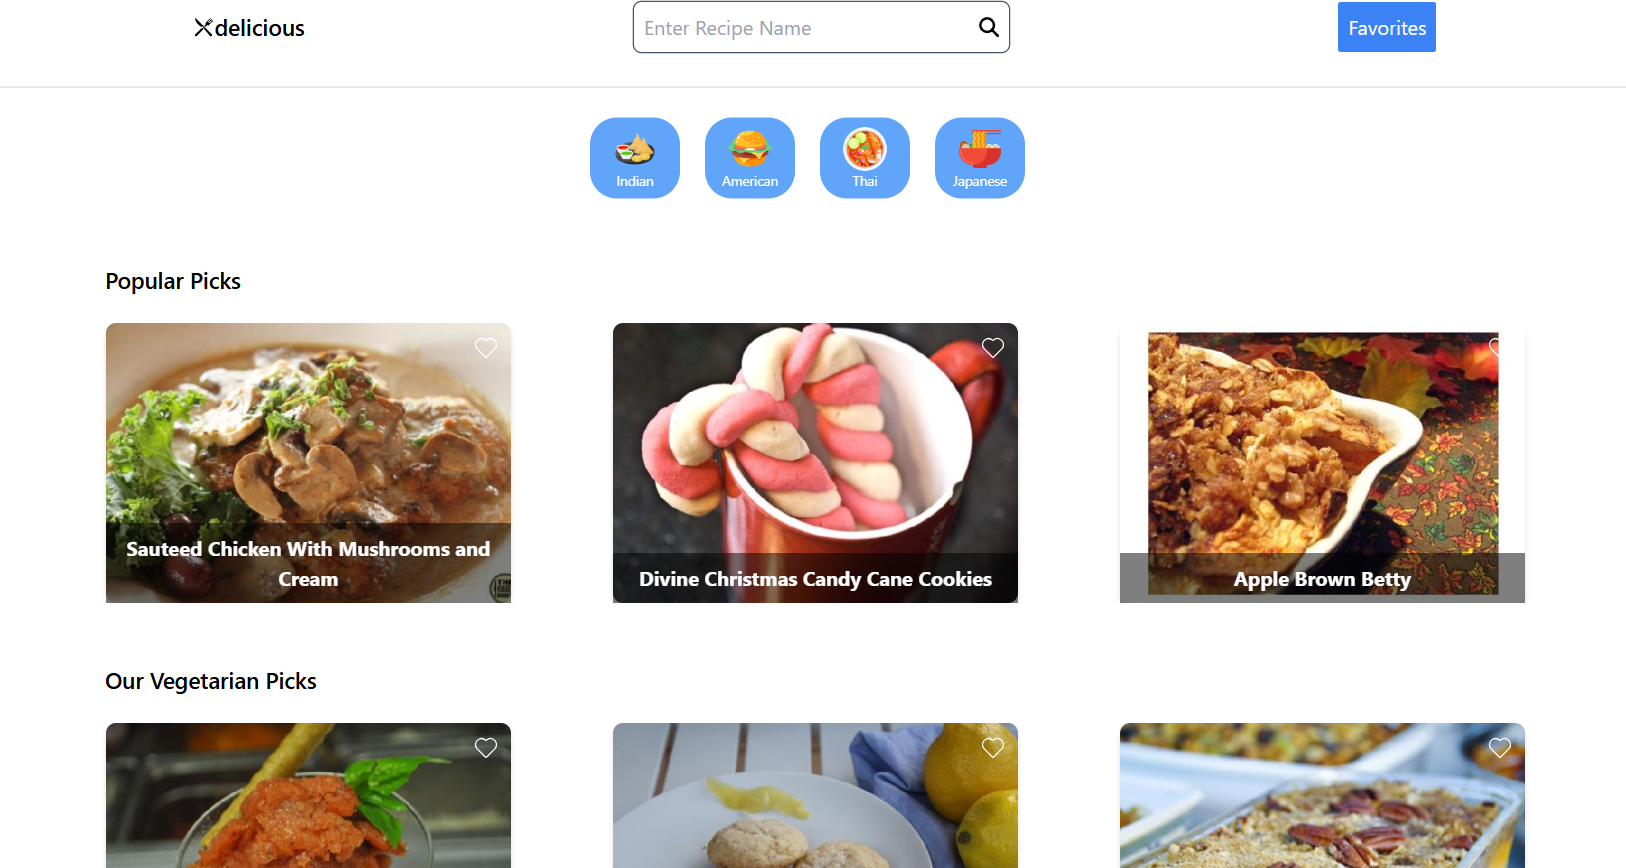 delicious
Enter Recipe Name
Favorites
Indian
American
Thai
Japanese
Popular Picks
Sauteed Chicken With Mushrooms and
Cream
Divine Christmas Candy Cane Cookies
Apple Brown Betty
Our Vegetarian Picks